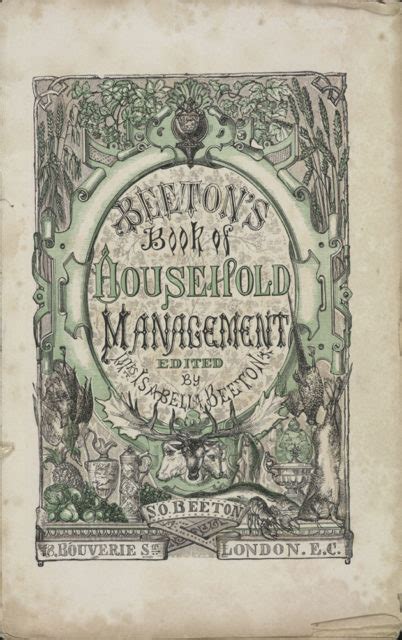 BEETON'S
Book of
HOUSEHOLD
MANAGEMENT
EDITED
BY
MRS ISABELLA BEETON
S.O. BEETON
BOUVERIE ST.
LONDON. E.C.